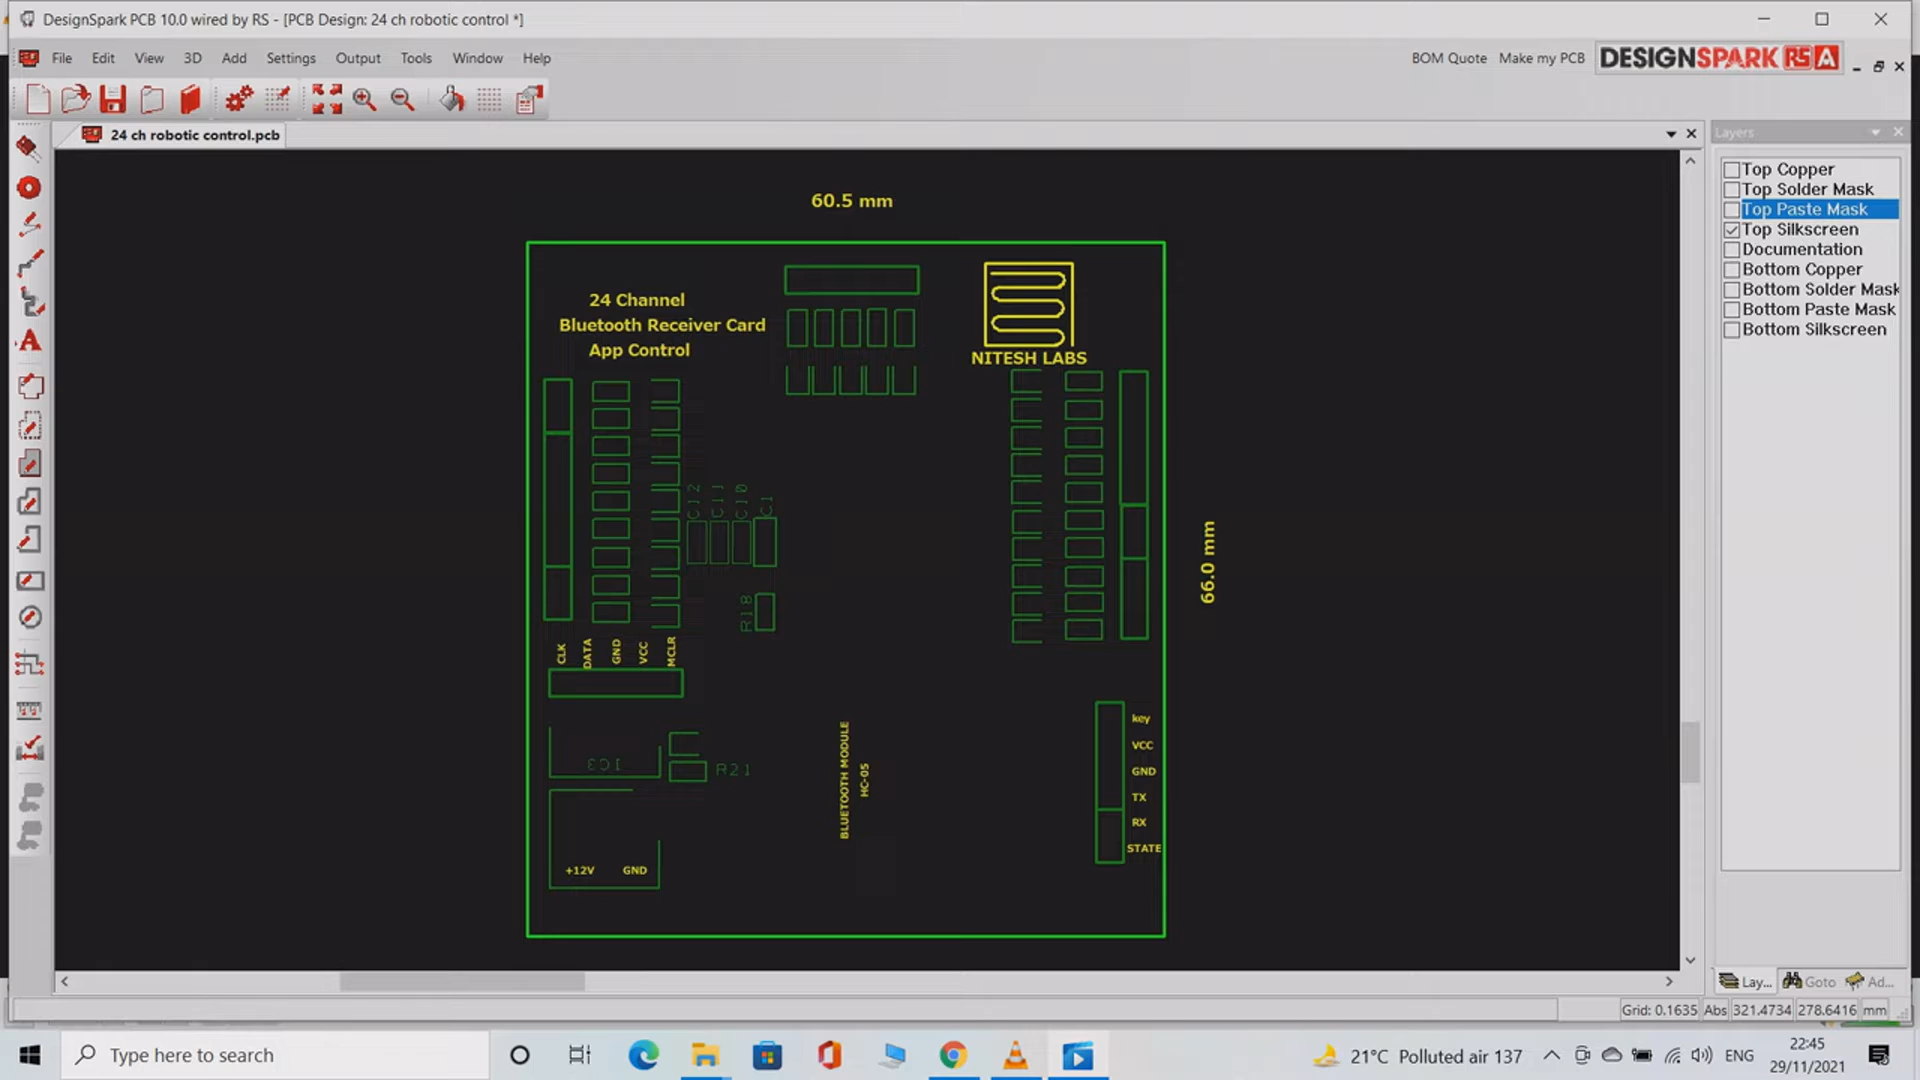 DesignSpark PCB 10.0 wired by RS - [PCB Design: 24 ch robotic control *]
File Edit View 3D Add Settings Output Tools Window Help
BOM Quote Make my PCB DESIGNSPARK RS A
24 ch robotic control.pcb
Layers
Top Copper
Top Solder Mask
Top Paste Mask
Top Silkscreen
Documentation
Bottom Copper
Bottom Solder Mask
Bottom Paste Mask
Bottom Silkscreen
60.5 mm
24 Channel
Bluetooth Receiver Card
App Control
NITESH LABS
C12
C11
C10
C1
R18
66.0 mm
CLK
DATA
GND
VCC
MCLR
IC3
R21
BLUETOOTH MODULE
HC-05
key
VCC
GND
TX
RX
STATE
+12V GND
Lay... Goto Ad...
Grid: 0.1635 Abs 321.4734 278.6416 mm
Type here to search
21°C Polluted air 137
ENG
22:45
29/11/2021